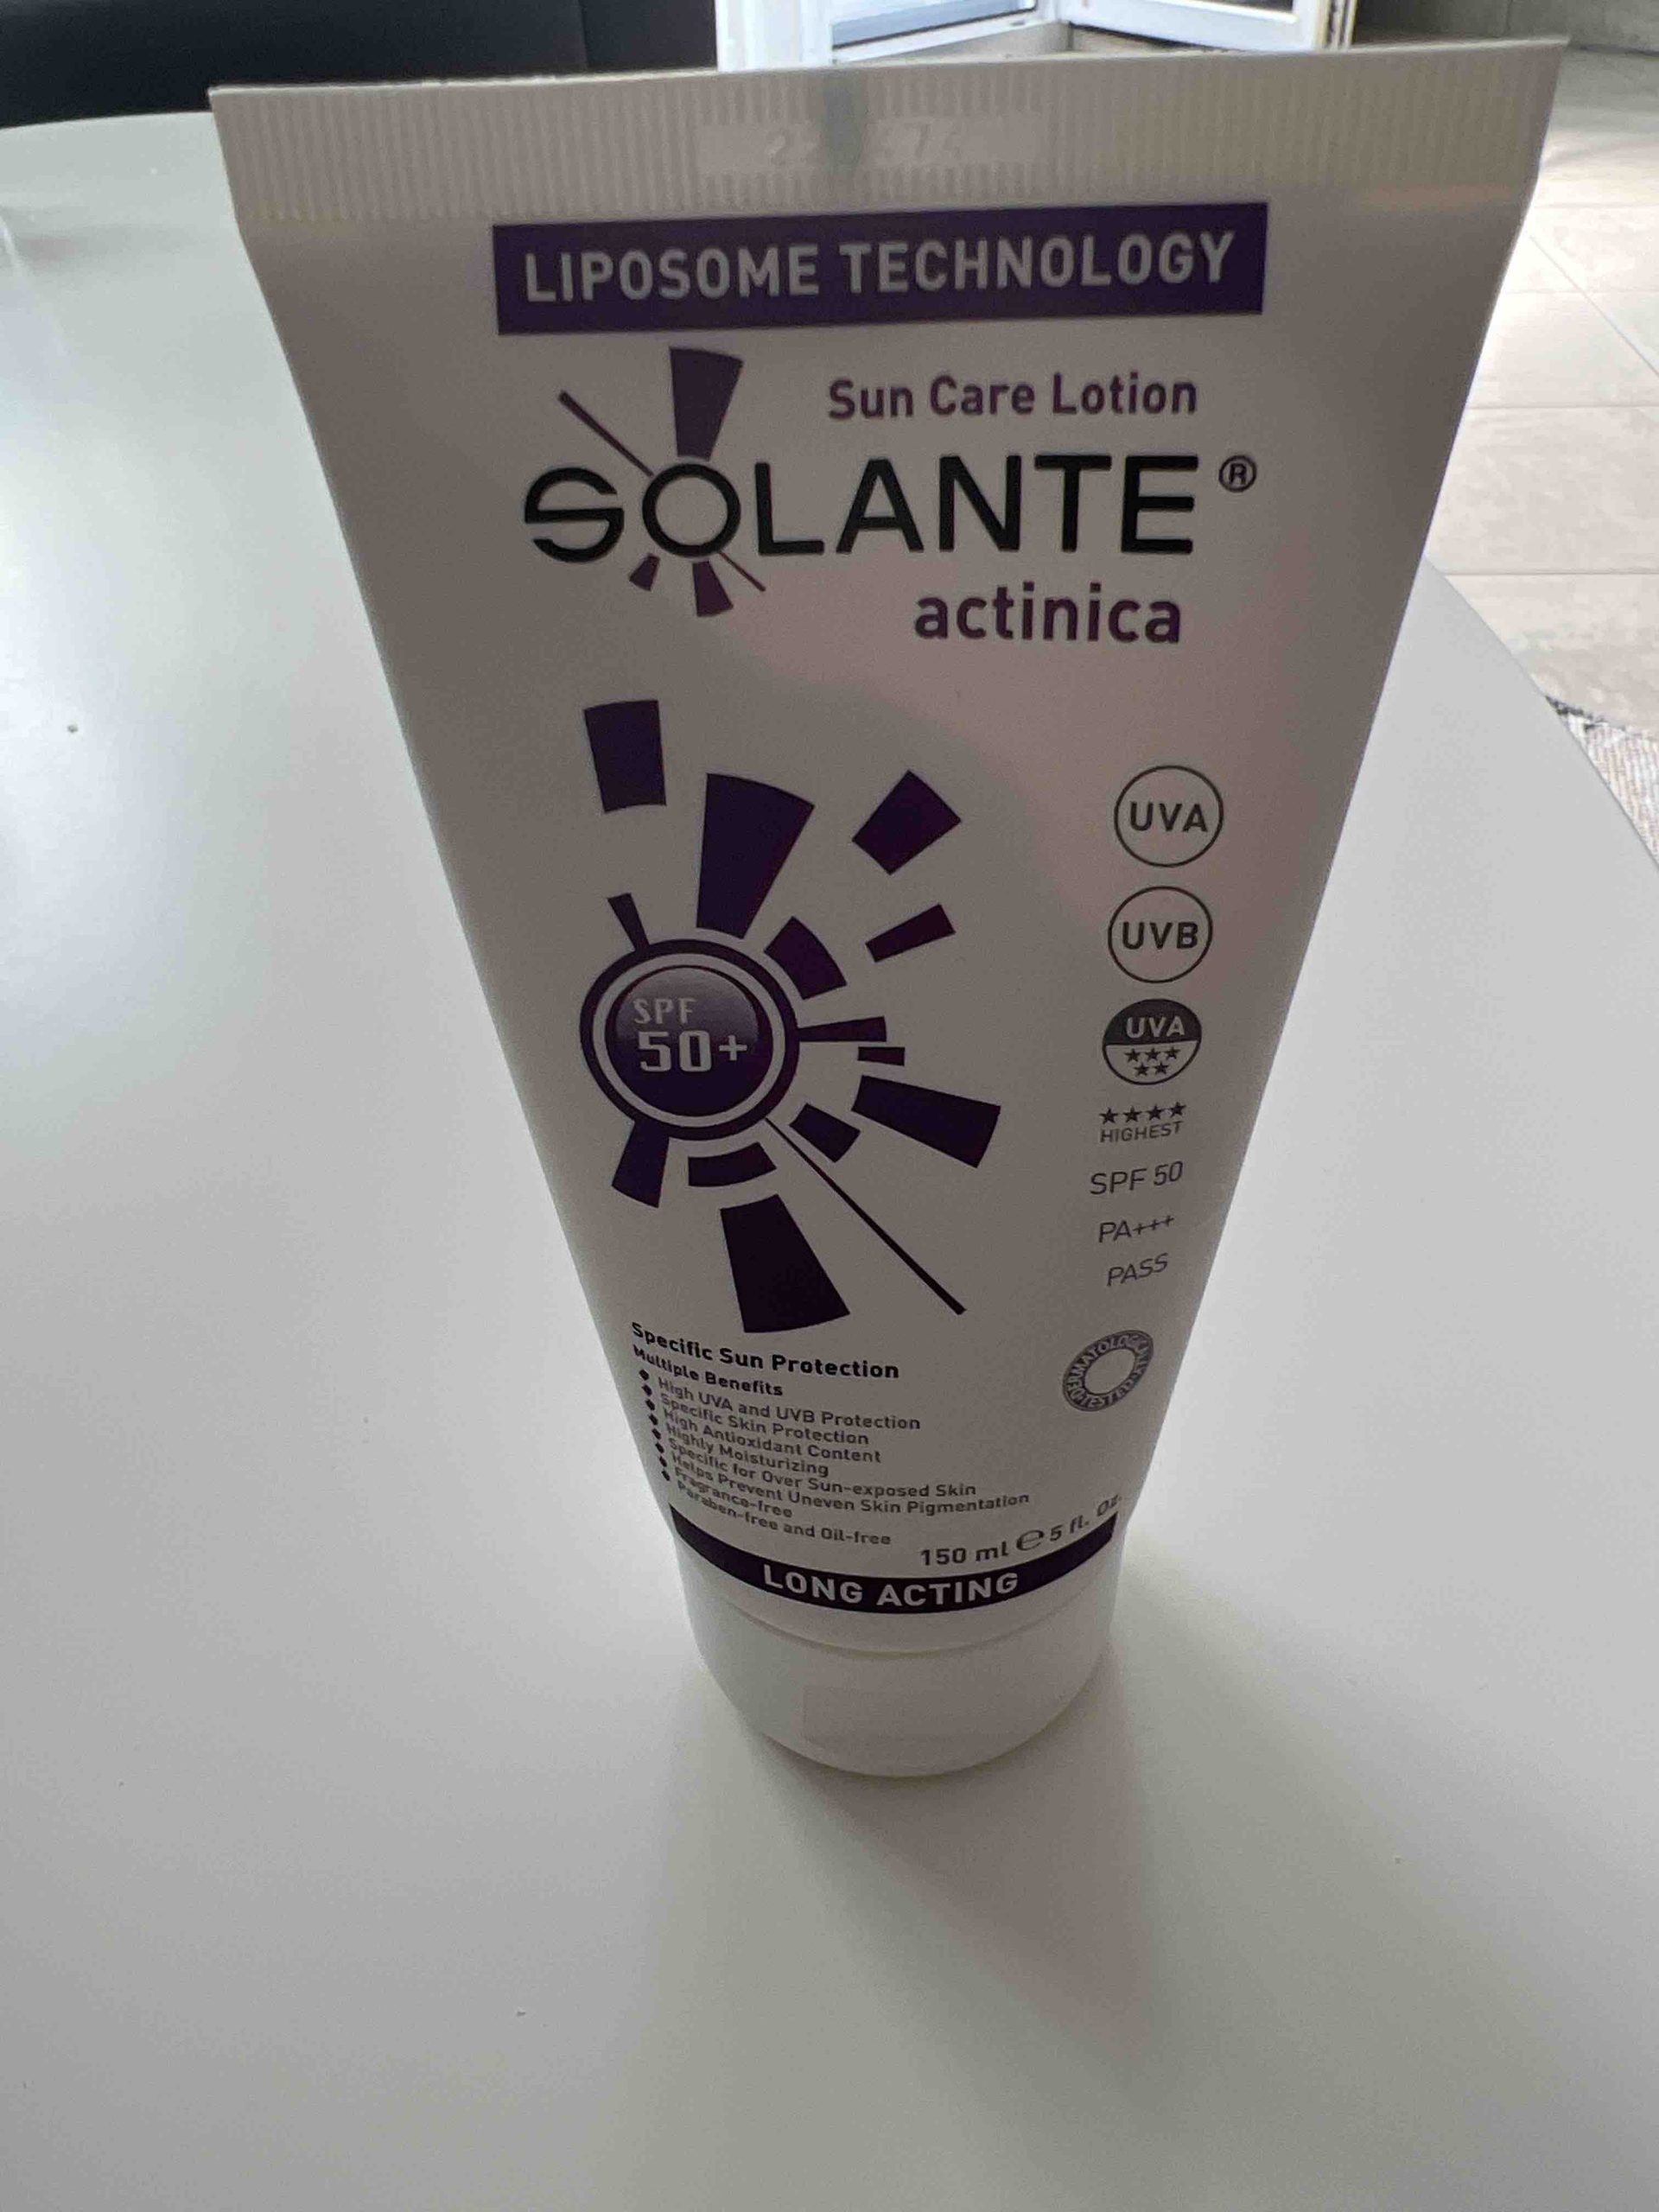 LIPOSOME TECHNOLOGY
Sun Care Lotion
SOLANTE®
actinica
UVA
UVB
UVA
★★★
★★
★★★★
HIGHEST
SPF
50+
SPF 50
PA+++
PASS
DERMATOLOGICALLY
TESTED
Specific Sun Protection
Multiple Benefits
High UVA and UVB Protection
Specific Skin Protection
High Antioxidant Content
Highly Moisturizing
Specific for Over Sun-exposed Skin
Helps Prevent Uneven Skin Pigmentation
Fragrance-free
Paraben-free and Oil-free
150 ml ℮ 5 fl. Oz.
LONG ACTING